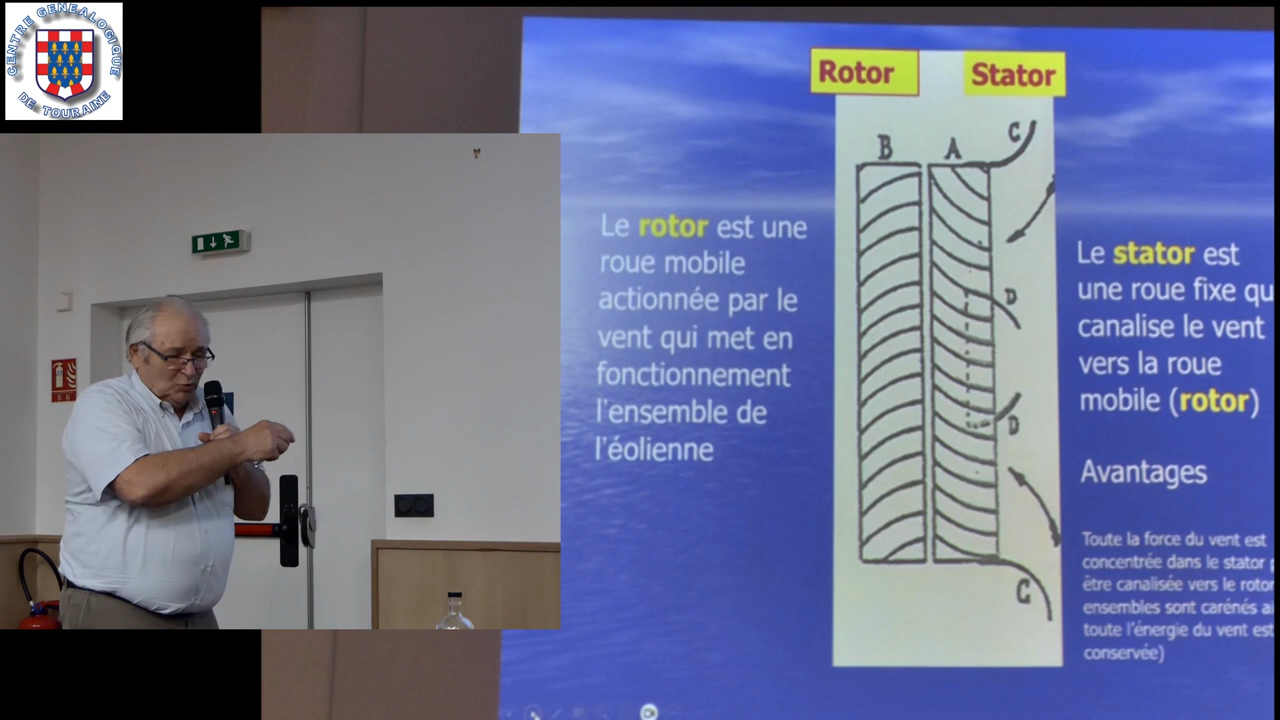 CENTRE GENEALOGIQUE
DE TOURAINE
Rotor
Stator
B
A
C
D
D
C
Le rotor est une
roue mobile
actionnée par le
vent qui met en
fonctionnement
l'ensemble de
l'éolienne
Le stator est
une roue fixe qu
canalise le vent
vers la roue
mobile (rotor)
Avantages
Toute la force du vent est
concentrée dans le stator p
être canalisée vers le rotor
ensembles sont carénés ai
toute l'énergie du vent est
conservée)